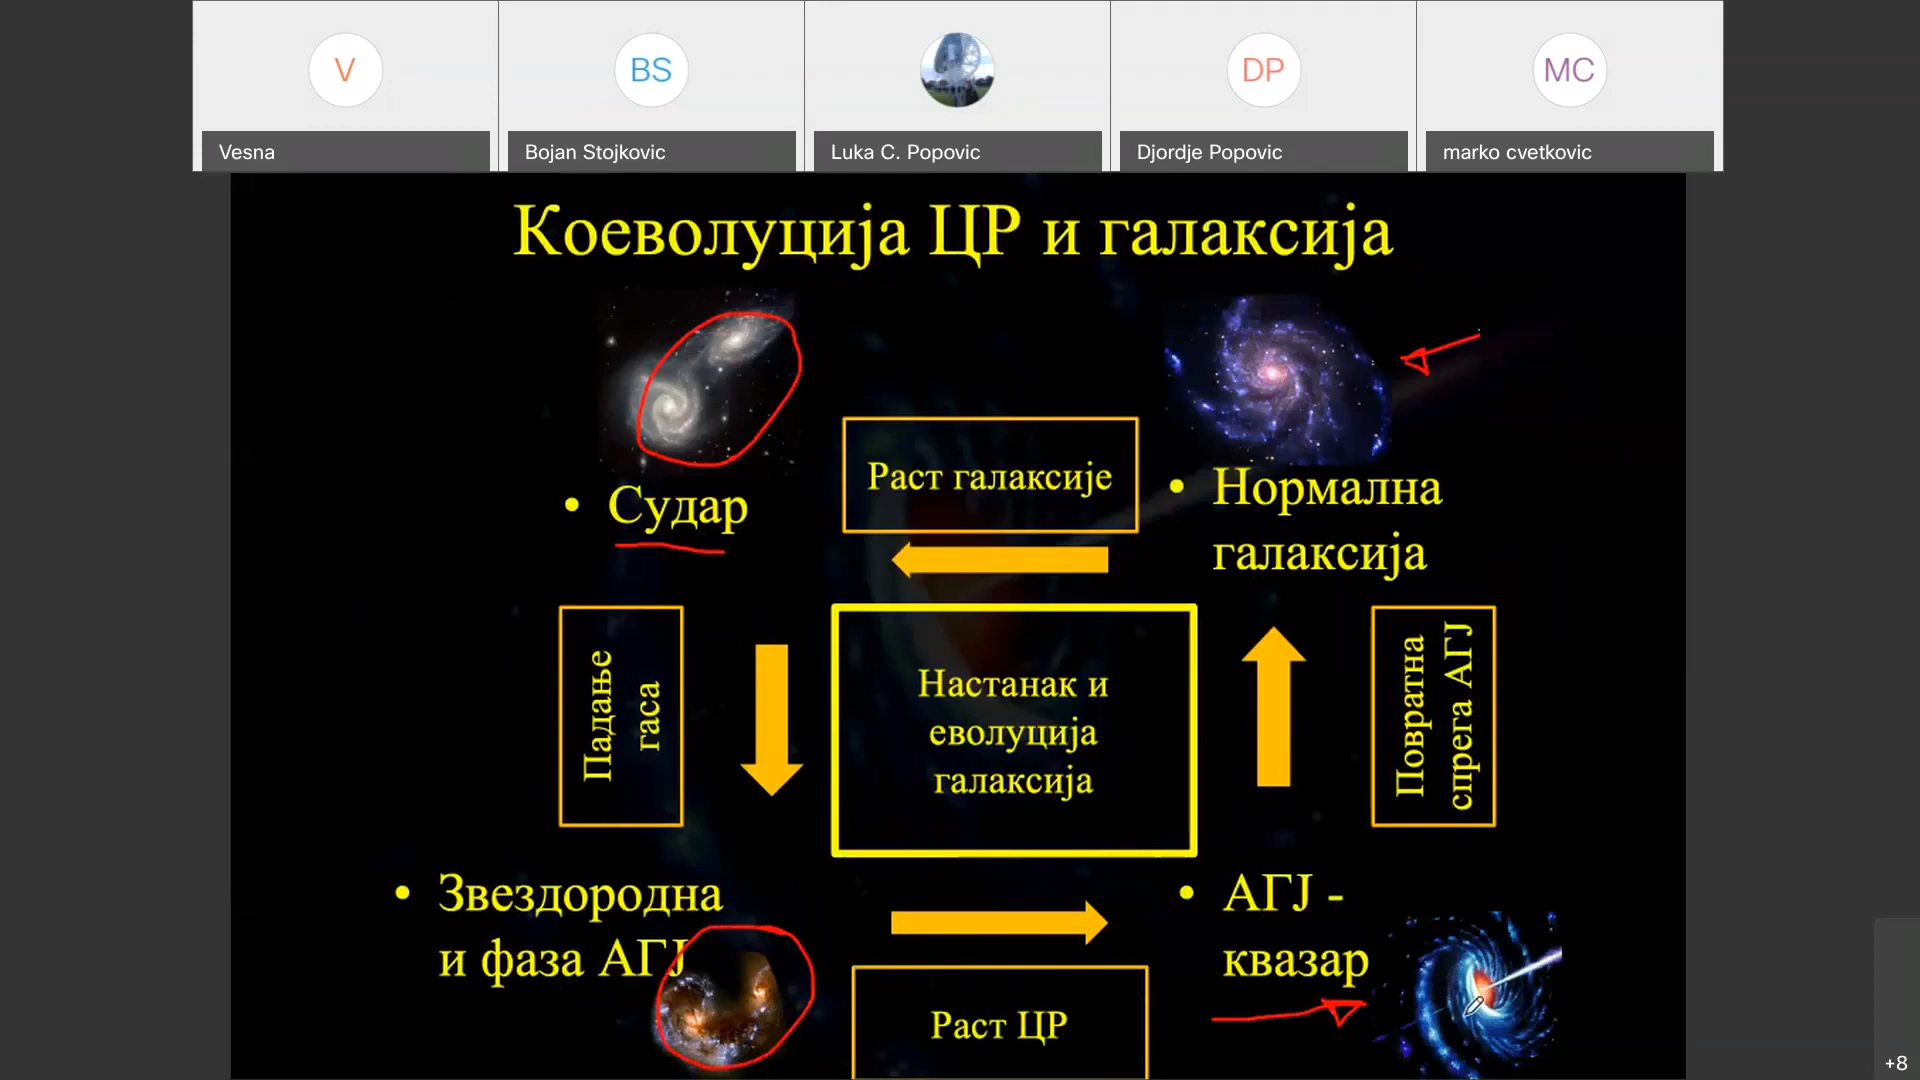 V
BS
DP
MC
Vesna
Bojan Stojkovic
Luka C. Popovic
Djordje Popovic
marko cvetkovic
Коеволуција ЦР и галаксија
• Судар
Раст галаксије
• Нормална
галаксија
Падање
гаса
Настанак и
еволуција
галаксија
Повратна
спрега АГЈ
• Звездородна
и фаза АГЈ
• АГЈ -
квазар
Раст ЦР
+8